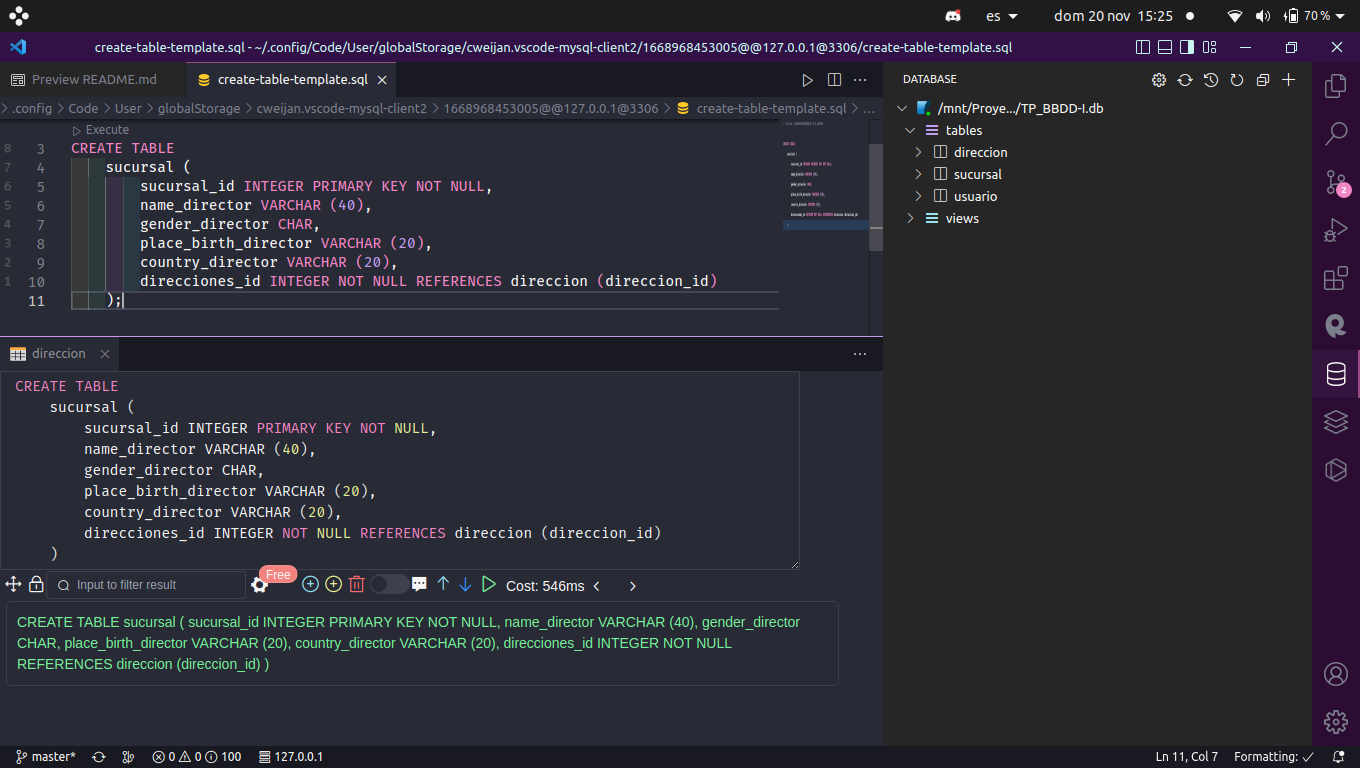 es
dom 20 nov 15:25
70 %
create-table-template.sql - ~/.config/Code/User/globalStorage/cweijan.vscode-mysql-client2/1668968453005@@127.0.0.1@3306/create-table-template.sql
Preview README.md
create-table-template.sql
.config > Code > User > globalStorage > cweijan.vscode-mysql-client2 > 1668968453005@@127.0.0.1@3306 > create-table-template.sql > ...
Execute
8 3 CREATE TABLE
7 4 sucursal (
6 5 sucursal_id INTEGER PRIMARY KEY NOT NULL,
5 6 name_director VARCHAR (40),
4 7 gender_director CHAR,
3 8 place_birth_director VARCHAR (20),
2 9 country_director VARCHAR (20),
1 10 direcciones_id INTEGER NOT NULL REFERENCES direccion (direccion_id)
11 );
direccion
CREATE TABLE
sucursal (
sucursal_id INTEGER PRIMARY KEY NOT NULL,
name_director VARCHAR (40),
gender_director CHAR,
place_birth_director VARCHAR (20),
country_director VARCHAR (20),
direcciones_id INTEGER NOT NULL REFERENCES direccion (direccion_id)
)
Input to filter result
Free
Cost: 546ms
CREATE TABLE sucursal ( sucursal_id INTEGER PRIMARY KEY NOT NULL, name_director VARCHAR (40), gender_director
CHAR, place_birth_director VARCHAR (20), country_director VARCHAR (20), direcciones_id INTEGER NOT NULL
REFERENCES direccion (direccion_id) )
DATABASE
/mnt/Proye.../TP_BBDD-I.db
tables
direccion
sucursal
usuario
views
2
master*
0 0 100
127.0.0.1
Ln 11, Col 7
Formatting: ✓